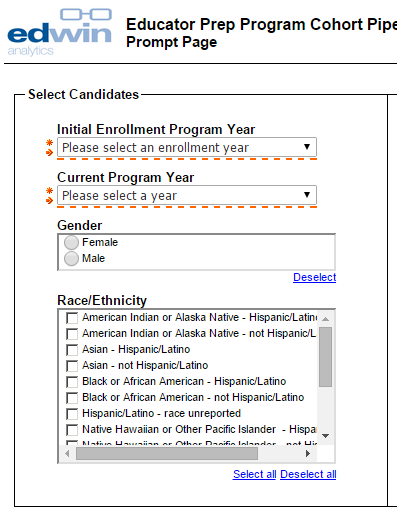 edwin
analytics
Educator Prep Program Cohort Pipe
Prompt Page
Select Candidates
Initial Enrollment Program Year
Please select an enrollment year
Current Program Year
Please select a year
Gender
Female
Male
Deselect
Race/Ethnicity
American Indian or Alaska Native - Hispanic/Latino
American Indian or Alaska Native - not Hispanic/L
Asian - Hispanic/Latino
Asian - not Hispanic/Latino
Black or African American - Hispanic/Latino
Black or African American - not Hispanic/Latino
Hispanic/Latino - race unreported
Native Hawaiian or Other Pacific Islander - Hispa
Native Hawaiian or Other Pacific Islander - not Hi
Select all Deselect all